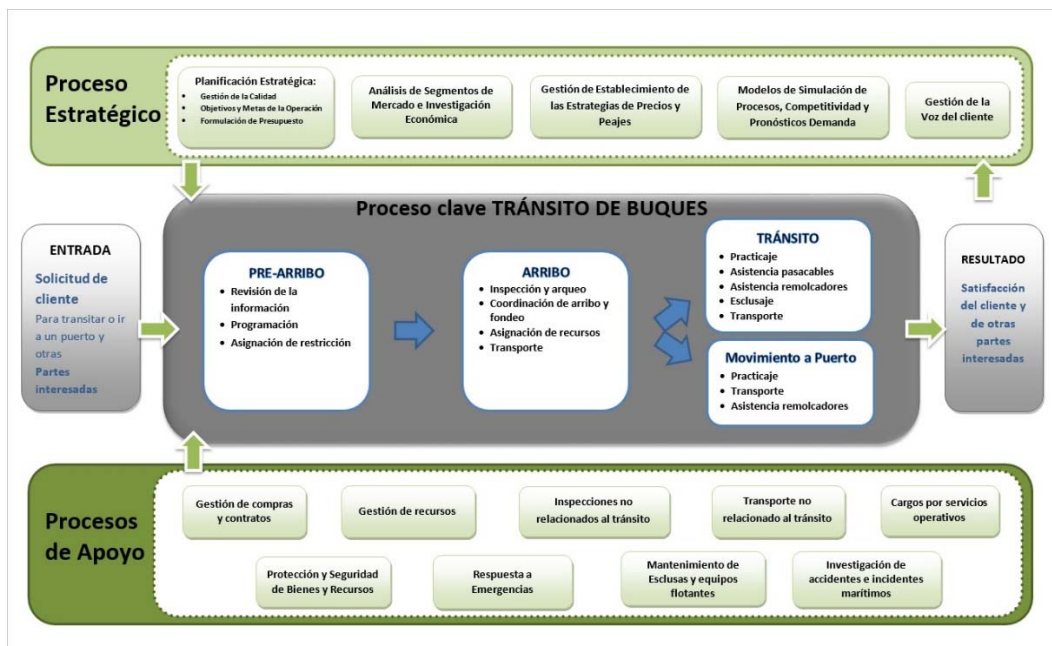 Proceso
Estratégico
Planificación Estratégica:
• Gestión de la Calidad
• Objetivos y Metas de la Operación
• Formulación de Presupuesto
Análisis de Segmentos de
Mercado e Investigación
Económica
Gestión de Establecimiento de
las Estrategias de Precios y
Peajes
Modelos de Simulación de
Procesos, Competitividad y
Pronósticos Demanda
Gestión de la
Voz del cliente
Proceso clave TRÁNSITO DE BUQUES
ENTRADA
Solicitud de
cliente
Para transitar o ir
a un puerto y
otras
Partes
interesadas
PRE-ARRIBO
• Revisión de la
información
• Programación
• Asignación de restricción
ARRIBO
• Inspección y arqueo
• Coordinación de arribo y
fondeo
• Asignación de recursos
• Transporte
TRÁNSITO
• Practicaje
• Asistencia pasacables
• Asistencia remolcadores
• Esclusaje
• Transporte
Movimiento a Puerto
• Practicaje
• Transporte
• Asistencia remolcadores
RESULTADO
Satisfacción
del cliente y
de otras
partes
interesadas
Procesos
de Apoyo
Gestión de compras
y contratos
Gestión de recursos
Inspecciones no
relacionados al tránsito
Transporte no
relacionado al tránsito
Cargos por servicios
operativos
Protección y Seguridad
de Bienes y Recursos
Respuesta a
Emergencias
Mantenimiento de
Esclusas y equipos
flotantes
Investigación de
accidentes e incidentes
marítimos